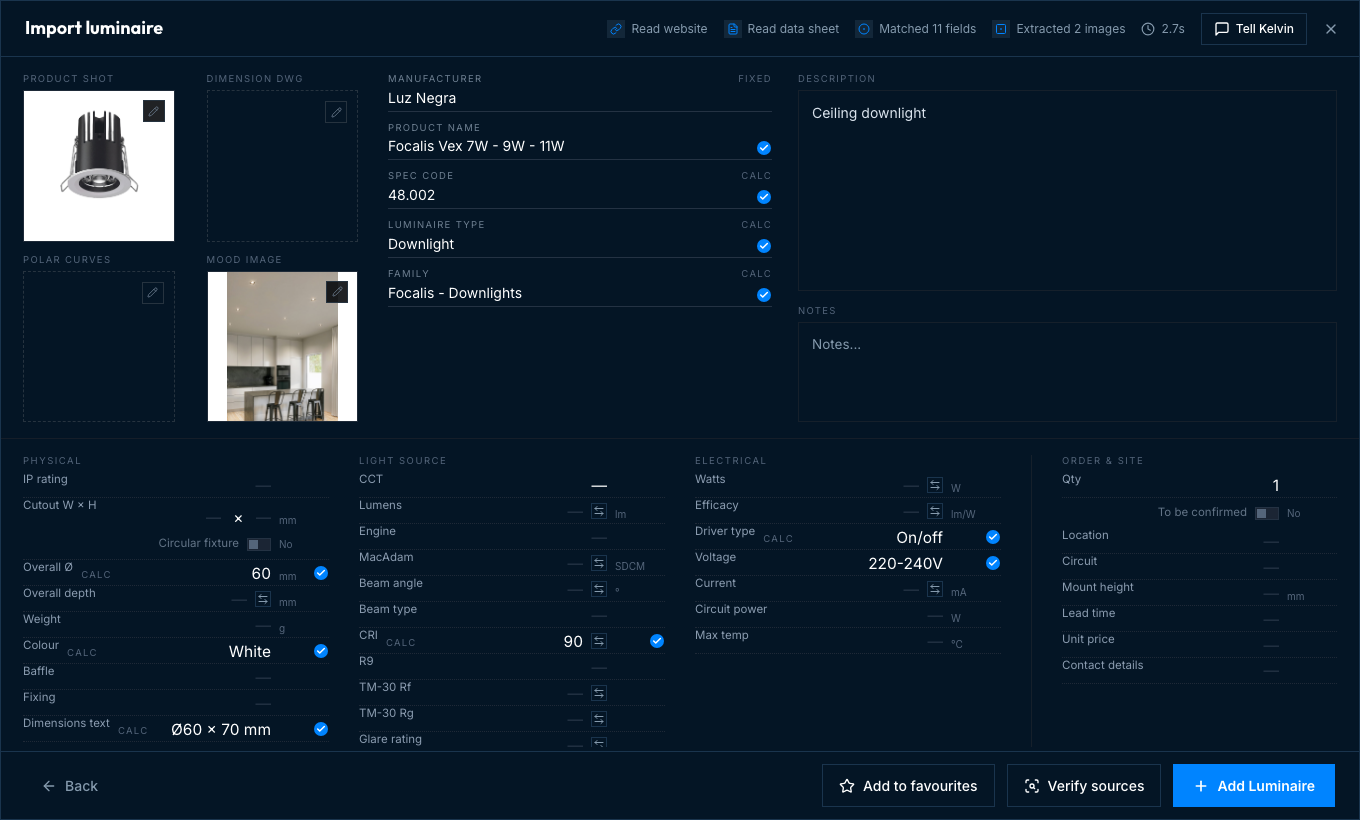 Import luminaire
Read website
Read data sheet
Matched 11 fields
Extracted 2 images
2.7s
Tell Kelvin
PRODUCT SHOT
DIMENSION DWG
POLAR CURVES
MOOD IMAGE
MANUFACTURER FIXED
Luz Negra
PRODUCT NAME
Focalis Vex 7W - 9W - 11W
SPEC CODE CALC
48.002
LUMINAIRE TYPE CALC
Downlight
FAMILY CALC
Focalis - Downlights
DESCRIPTION
Ceiling downlight
NOTES
Notes...
PHYSICAL
IP rating —
Cutout W × H — × — mm
Circular fixture No
Overall Ø CALC 60 mm
Overall depth — mm
Weight — g
Colour CALC White
Baffle —
Fixing —
Dimensions text CALC Ø60 × 70 mm
LIGHT SOURCE
CCT —
Lumens — lm
Engine —
MacAdam — SDCM
Beam angle — °
Beam type —
CRI CALC 90
R9 —
TM-30 Rf —
TM-30 Rg —
Glare rating —
ELECTRICAL
Watts — W
Efficacy — lm/W
Driver type CALC On/off
Voltage 220-240V
Current — mA
Circuit power — W
Max temp — °C
ORDER & SITE
Qty 1
To be confirmed No
Location —
Circuit —
Mount height — mm
Lead time —
Unit price —
Contact details —
Back
Add to favourites
Verify sources
Add Luminaire